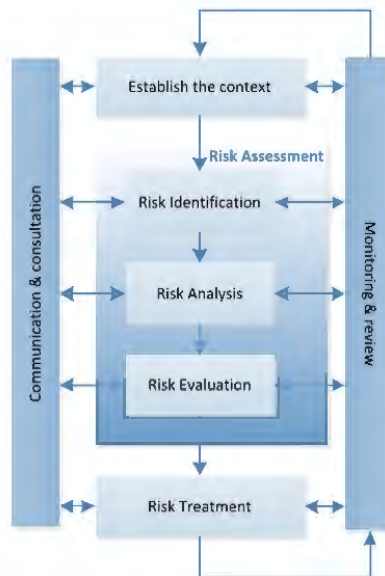 Establish the context
Risk Assessment
Risk Identification
Risk Analysis
Risk Evaluation
Risk Treatment
Communication & consultation
Monitoring & review